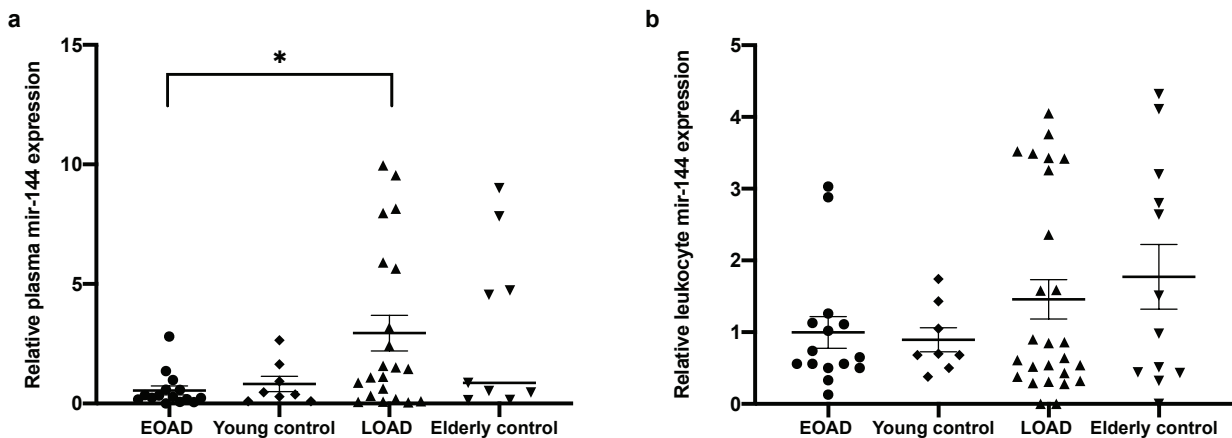 a
b
Relative plasma mir-144 expression
15
10
5
0
*
EOAD Young control LOAD Elderly control
Relative leukocyte mir-144 expression
5
4
3
2
1
0
EOAD Young control LOAD Elderly control